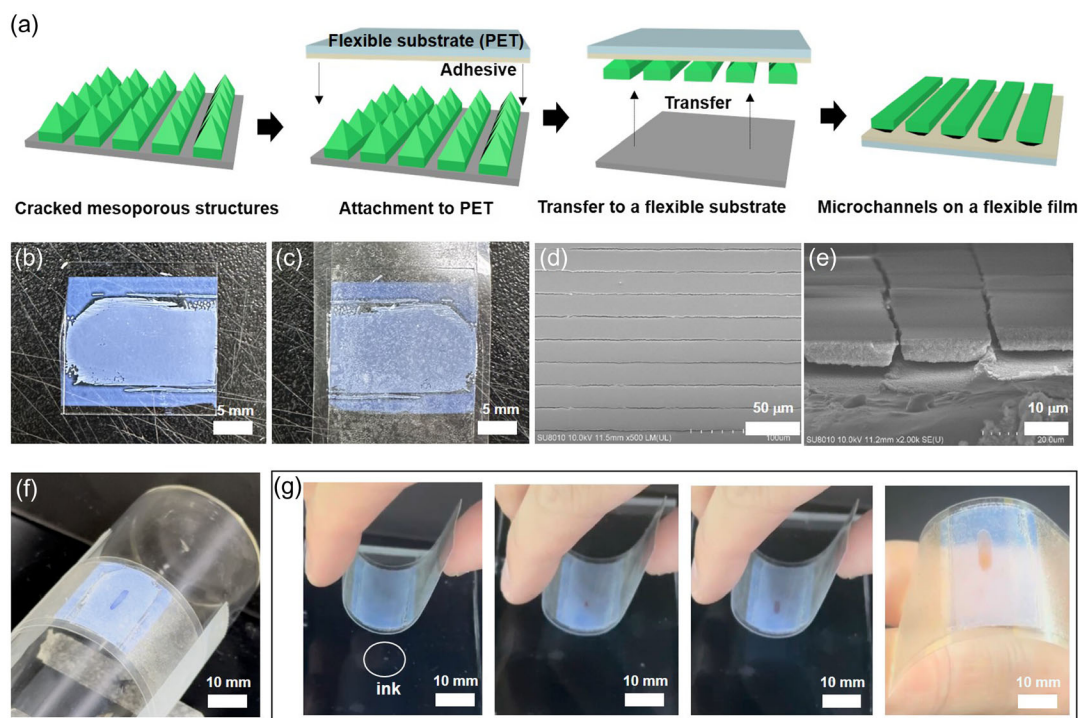 (a)
Flexible substrate (PET)
Adhesive
Transfer
Cracked mesoporous structures
Attachment to PET
Transfer to a flexible substrate
Microchannels on a flexible film
(b)
5 mm
(c)
5 mm
(d)
50 μm
SU8010 10.0kV 11.5mm x500 LM(UL)
100um
(e)
10 μm
SU8010 10.0kV 11.2mm x2.00k SE(U)
20.0um
(f)
10 mm
(g)
ink
10 mm
10 mm
10 mm
10 mm